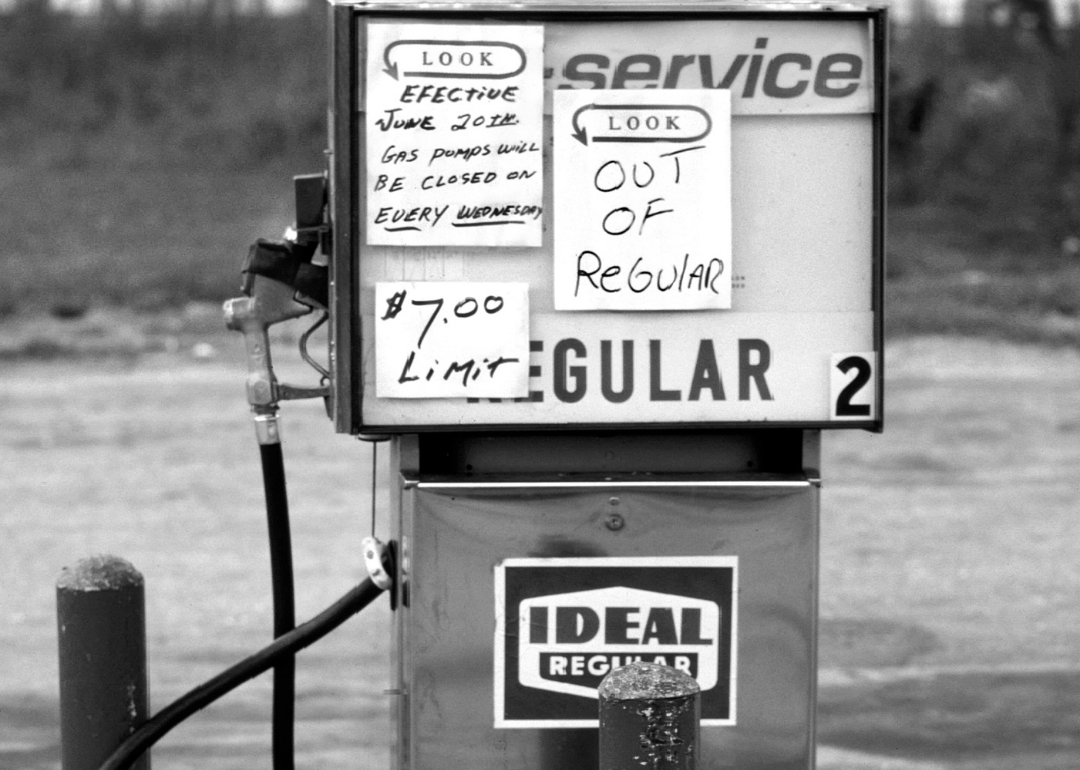 LOOK
EFECTIVE
JUNE 20TH.
GAS PUMPS WILL
BE CLOSED ON
EVERY WEDNESDAY
-service
LOOK
OUT
OF
ReGULAR
$7.00
LiMiT
REGULAR
2
IDEAL
REGULAR